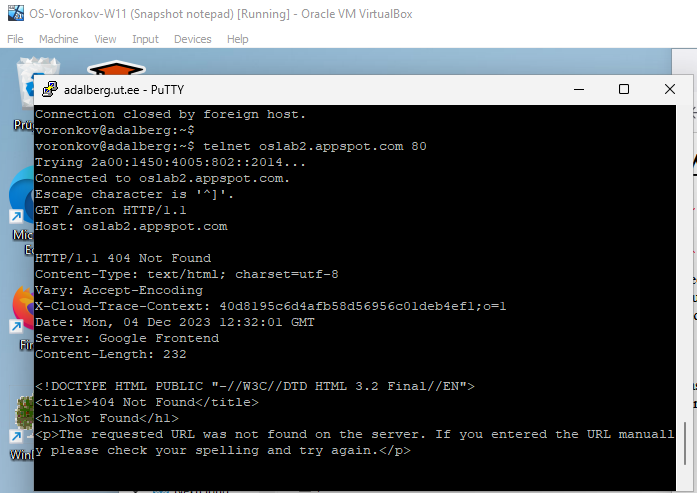 OS-Voronkov-W11 (Snapshot notepad) [Running] - Oracle VM VirtualBox
File Machine View Input Devices Help
adalberg.ut.ee - PuTTY
Connection closed by foreign host.
voronkov@adalberg:~$
voronkov@adalberg:~$ telnet oslab2.appspot.com 80
Trying 2a00:1450:4005:802::2014...
Connected to oslab2.appspot.com.
Escape character is '^]'.
GET /anton HTTP/1.1
Host: oslab2.appspot.com
HTTP/1.1 404 Not Found
Content-Type: text/html; charset=utf-8
Vary: Accept-Encoding
X-Cloud-Trace-Context: 40d8195c6d4afb58d56956c01deb4ef1;o=1
Date: Mon, 04 Dec 2023 12:32:01 GMT
Server: Google Frontend
Content-Length: 232
<!DOCTYPE HTML PUBLIC "-//W3C//DTD HTML 3.2 Final//EN">
<title>404 Not Found</title>
<h1>Not Found</h1>
<p>The requested URL was not found on the server. If you entered the URL manuall
y please check your spelling and try again.</p>